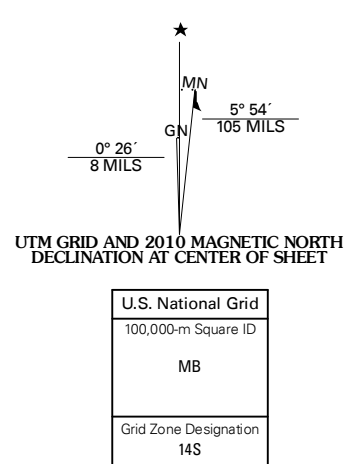 ★
MN
GN
5° 54´
105 MILS
0° 26´
8 MILS
UTM GRID AND 2010 MAGNETIC NORTH
DECLINATION AT CENTER OF SHEET
U.S. National Grid
100,000-m Square ID
MB
Grid Zone Designation
14S